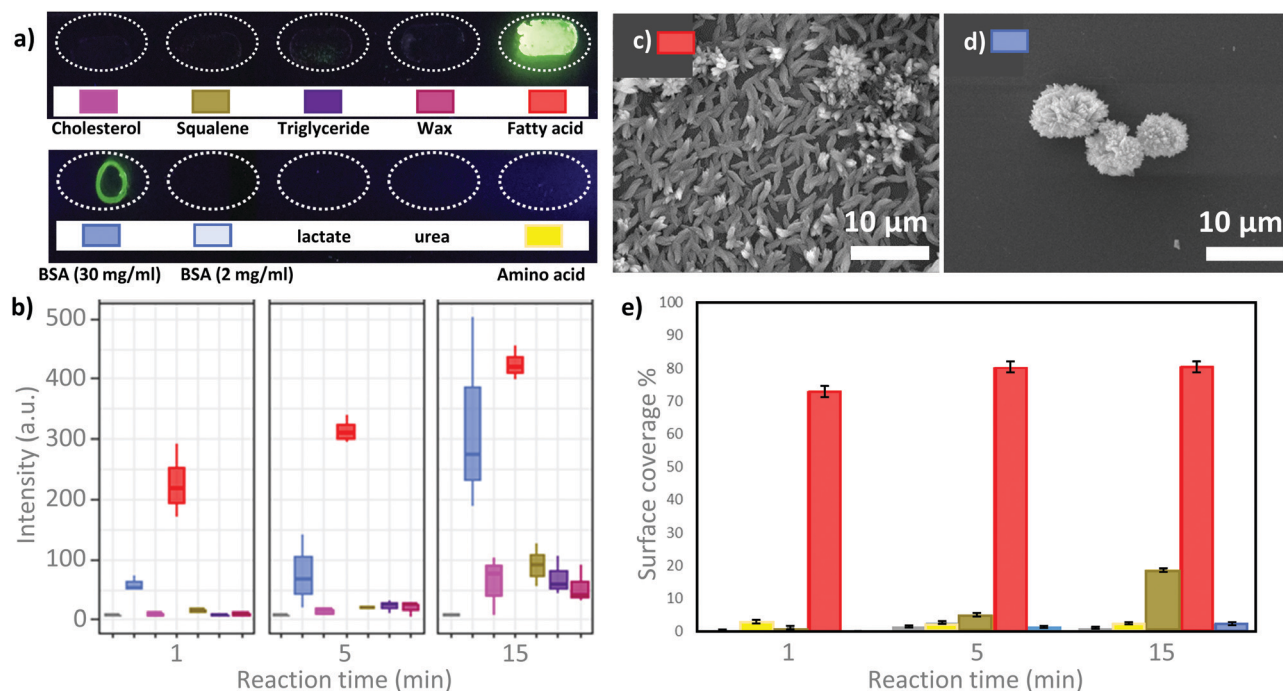 a)
Cholesterol Squalene Triglyceride Wax Fatty acid
lactate urea
BSA (30 mg/ml) BSA (2 mg/ml) Amino acid
c)
10 µm
d)
10 µm
b)
500
400
300
200
100
0
Intensity (a.u.)
1 5 15
Reaction time (min)
e)
100
90
80
70
60
50
40
30
20
10
0
Surface coverage %
1 5 15
Reaction time (min)